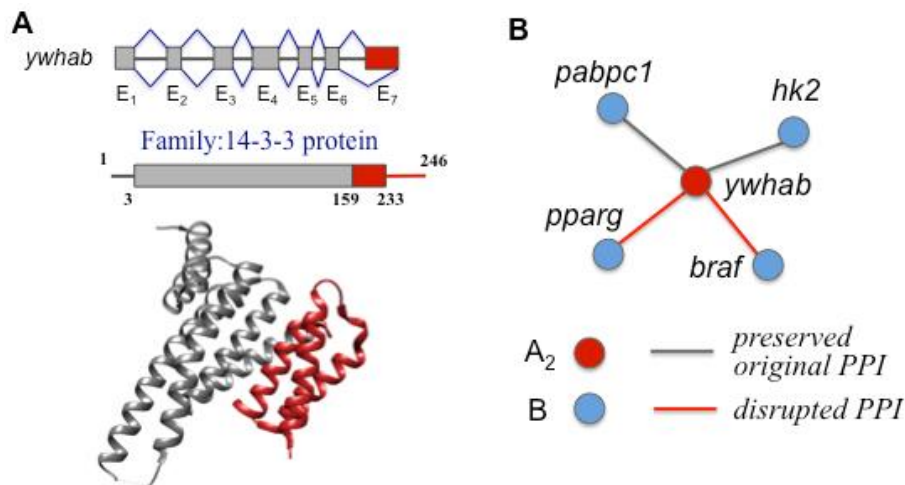 A
ywhab
E1 E2 E3 E4 E5 E6 E7
Family:14-3-3 protein
1 246
3 159 233
B
pabpc1
hk2
ywhab
pparg
braf
A2
preserved
original PPI
B
disrupted PPI